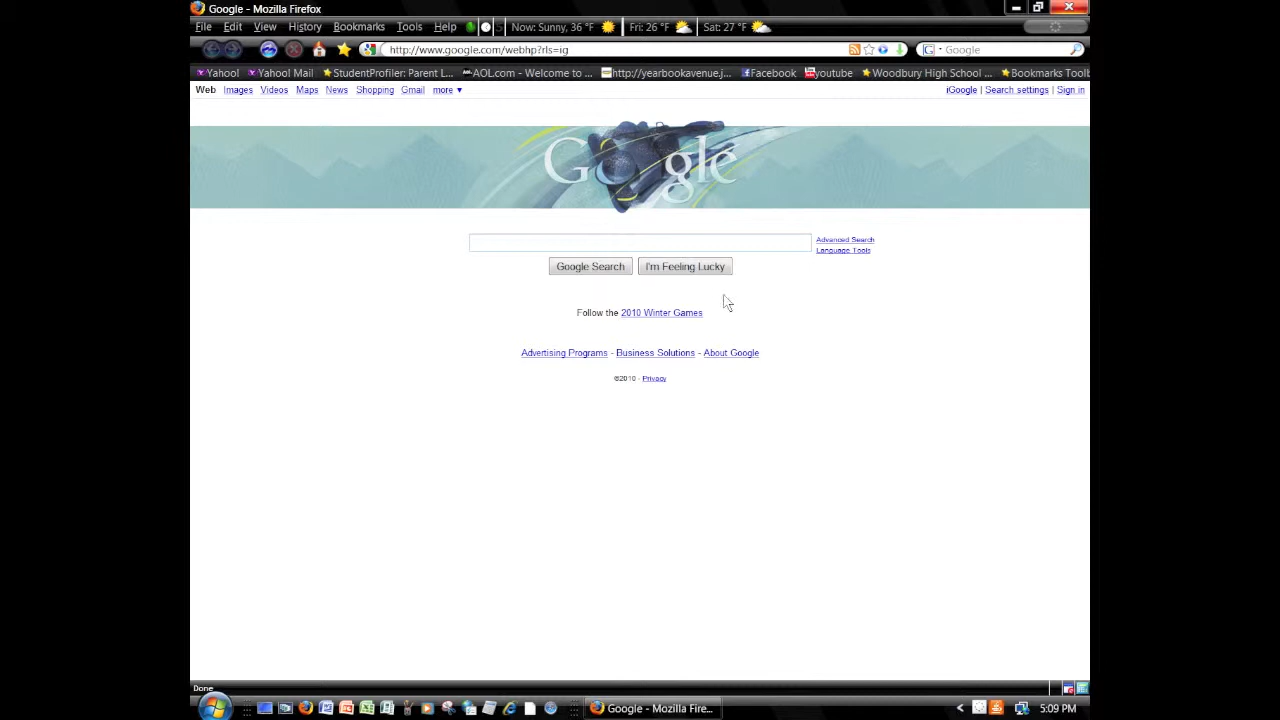 Google - Mozilla Firefox
File Edit View History Bookmarks Tools Help Now: Sunny, 36 °F Fri: 26 °F Sat: 27 °F
http://www.google.com/webhp?rls=ig Google
Yahoo! Yahoo! Mail StudentProfiler: Parent L... AOL.com - Welcome to ... http://yearbookavenue.j... Facebook youtube Woodbury High School ... Bookmarks Toolb
Web Images Videos Maps News Shopping Gmail more ▼ iGoogle | Search settings | Sign in
Google
Advanced Search
Language Tools
Google Search I'm Feeling Lucky
Follow the 2010 Winter Games
Advertising Programs - Business Solutions - About Google
©2010 - Privacy
Done
Google - Mozilla Fire... 5:09 PM